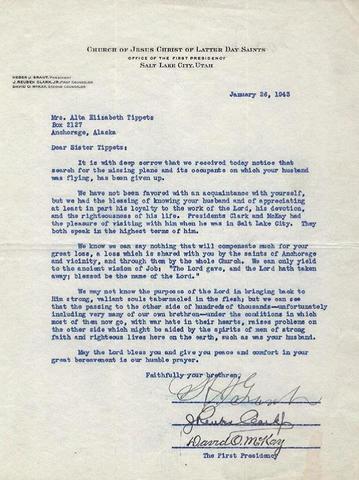 CHURCH OF JESUS CHRIST OF LATTER DAY SAINTS
OFFICE OF THE FIRST PRESIDENCY
SALT LAKE CITY, UTAH
HEBER J. GRANT, PRESIDENT
J. REUBEN CLARK, JR. FIRST COUNSELOR
DAVID O. MCKAY, SECOND COUNSELOR
January 26, 1943
Mrs. Alta Elizabeth Tippets
Box 2127
Anchorage, Alaska
Dear Sister Tippets:
It is with deep sorrow that we received today notice that
search for the missing plane and its occupants on which your husband
was flying, has been given up.
We have not been favored with an acquaintance with yourself,
but we had the blessing of knowing your husband and of appreciating
at least in part his loyalty to the work of the Lord, his devotion,
and the righteousness of his life. Presidents Clark and McKay had
the pleasure of visiting with him when he was in Salt Lake City. They
both speak in the highest terms of him.
We know we can say nothing that will compensate much for your
great loss, a loss which is shared with you by the saints of Anchorage
and vicinity, and through them by the whole Church. We can only yield
to the ancient wisdom of Job; "The Lord gave, and the Lord hath taken
away; blessed be the name of the Lord."
We may not know the purposes of the Lord in bringing back to
Him strong, valiant souls tabernacled in the flesh; but we can see
that the passing to the other side of hundreds of thousands—unfortunately
including very many of our own brethren—under the conditions in which
most of them now go, with war hate in their hearts, raises problems on
the other side which might be aided by the spirits of men of strong
faith and righteous lives here on the earth, such as was your husband.
May the Lord bless you and give you peace and comfort in your
great bereavement is our humble prayer.
Faithfully your brethren,
H J Grant
J Reuben Clark Jr
David O. McKay
The First Presidency